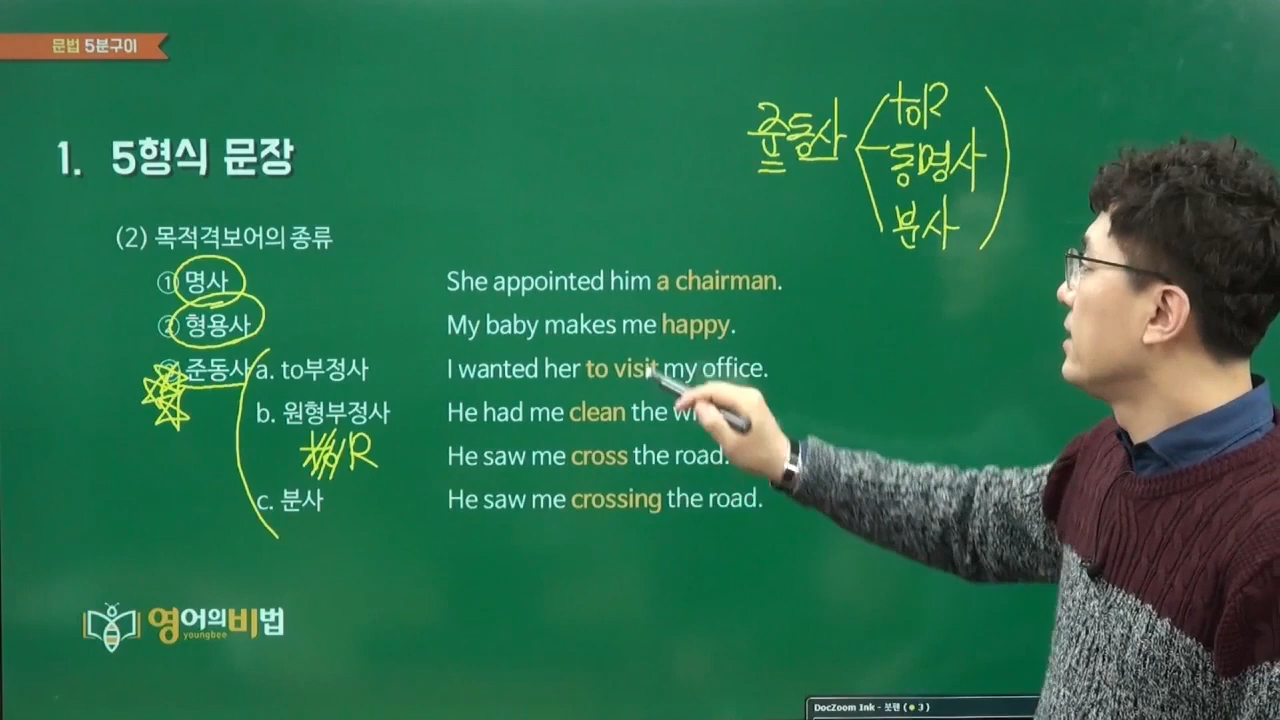 문법 5분구이
1. 5형식 문장
준동사
to R
동명사
분사
(2) 목적격보어의 종류
① 명사 She appointed him a chairman.
② 형용사 My baby makes me happy.
준동사 a. to부정사 I wanted her to visit my office.
b. 원형부정사 He had me clean the
R He saw me cross the road.
c. 분사 He saw me crossing the road.
영어의비법
youngbee
DocZoom Ink - 붓펜 ( 3 )